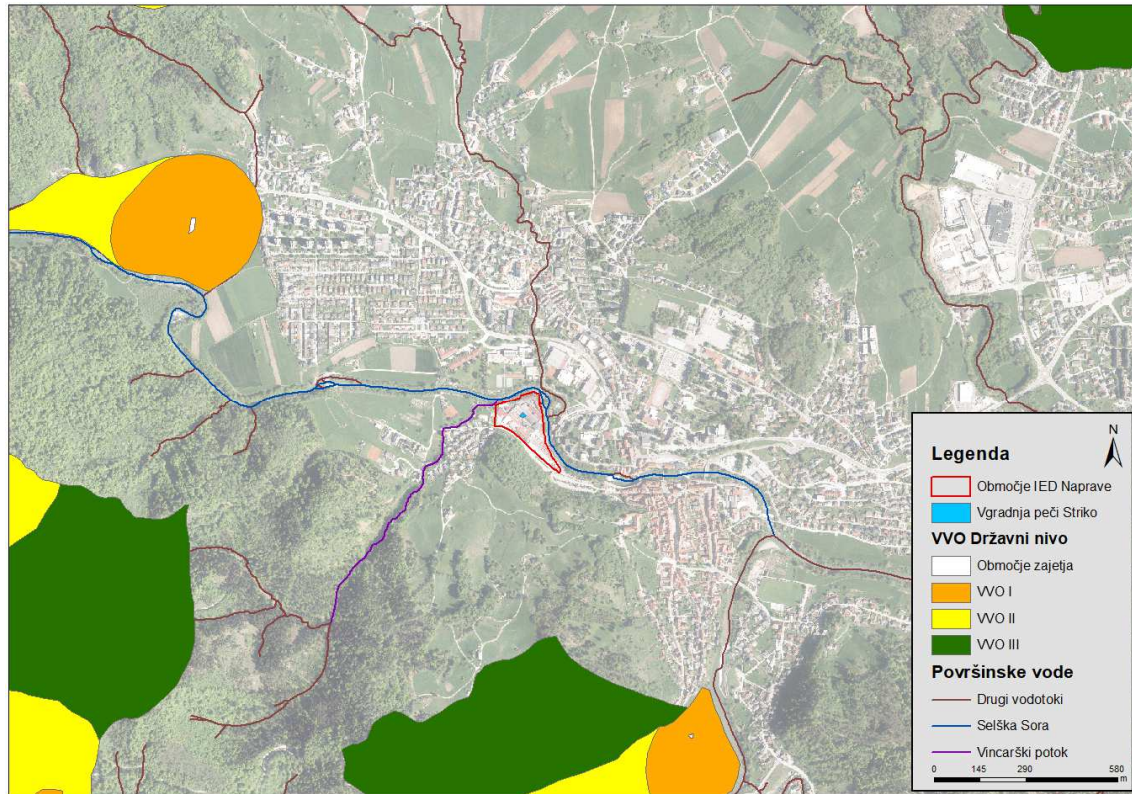 N
Legenda
Območje IED Naprave
Vgradnja peči Striko
VVO Državni nivo
Območje zajetja
VVO I
VVO II
VVO III
Površinske vode
Drugi vodotoki
Selška Sora
Vincarški potok
0 145 290 580
m